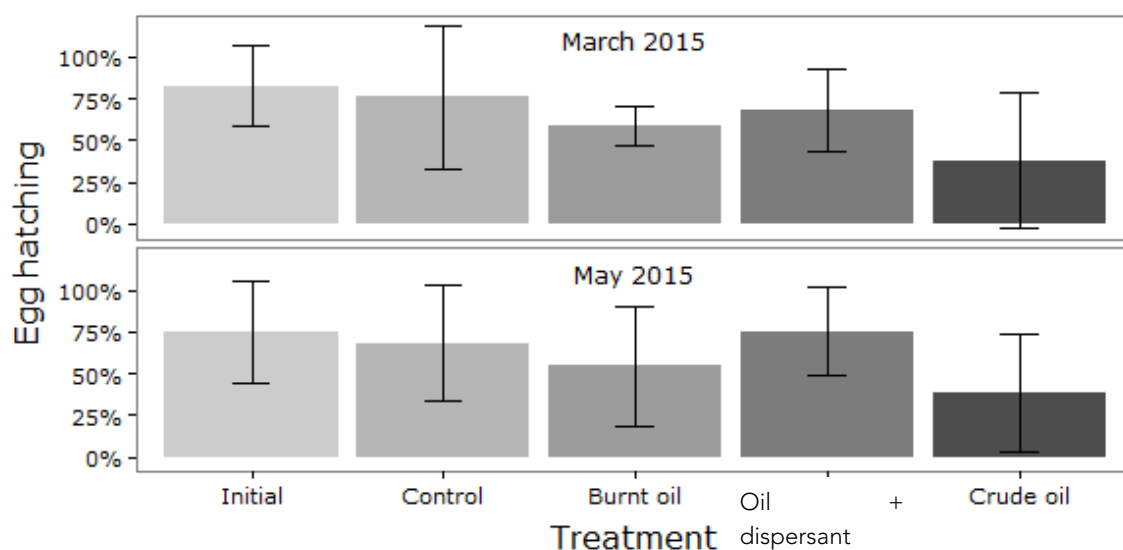 March 2015
100%
75%
50%
25%
0%
Egg hatching
May 2015
100%
75%
50%
25%
0%
Initial Control Burnt oil Oil + Crude oil
Treatment dispersant